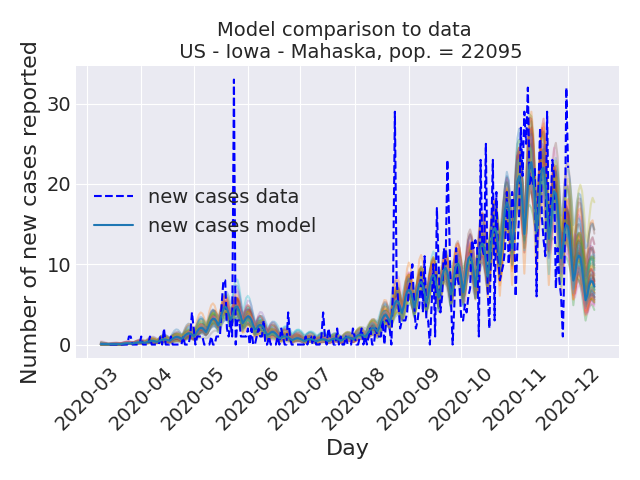 Model comparison to data
US - Iowa - Mahaska, pop. = 22095
Number of new cases reported
30
20
10
0
new cases data
new cases model
2020-03
2020-04
2020-05
2020-06
2020-07
2020-08
2020-09
2020-10
2020-11
2020-12
Day